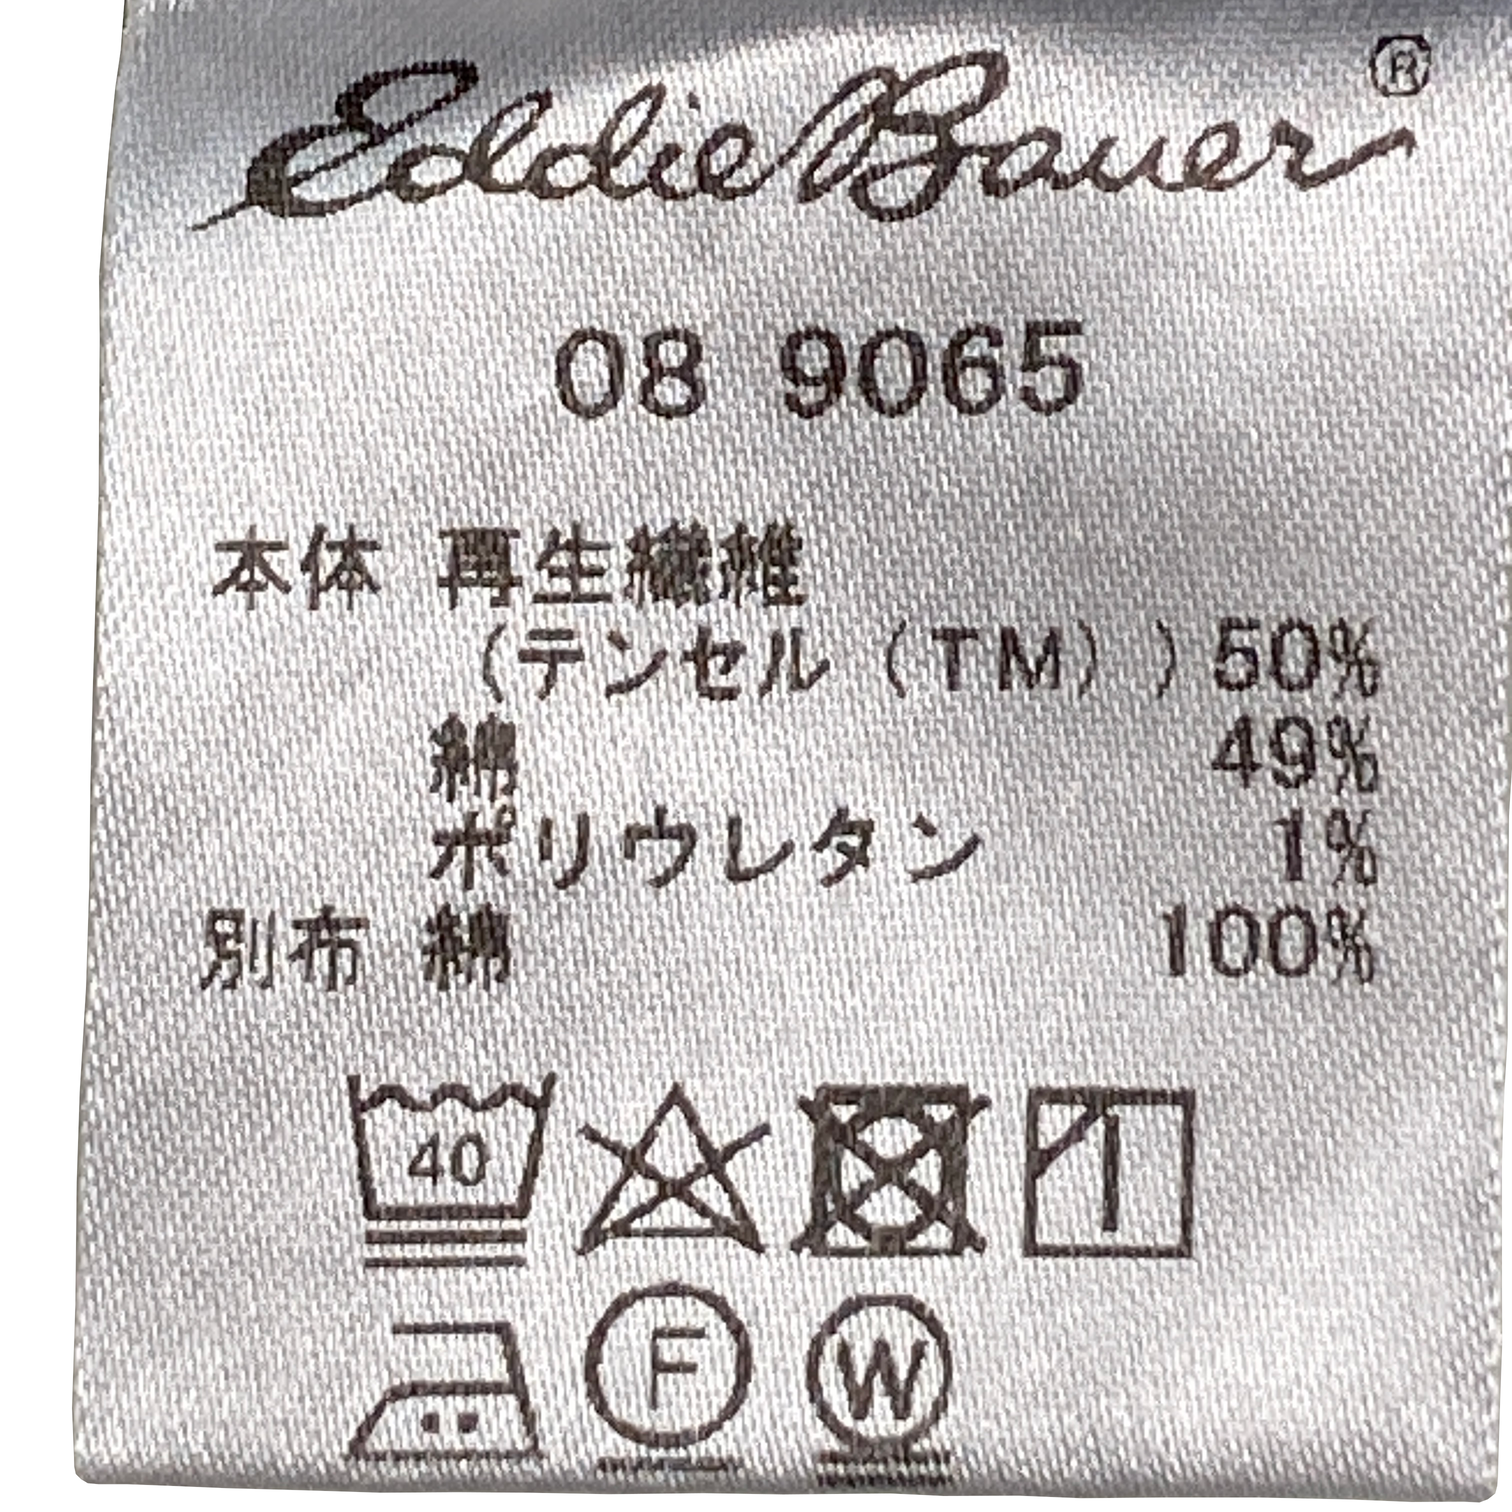 Eddie Bauer ®
08 9065
本体 再生繊維
(テンセル (TM) ) 50%
綿 49%
ポリウレタン 1%
別布 綿 100%
40
F W